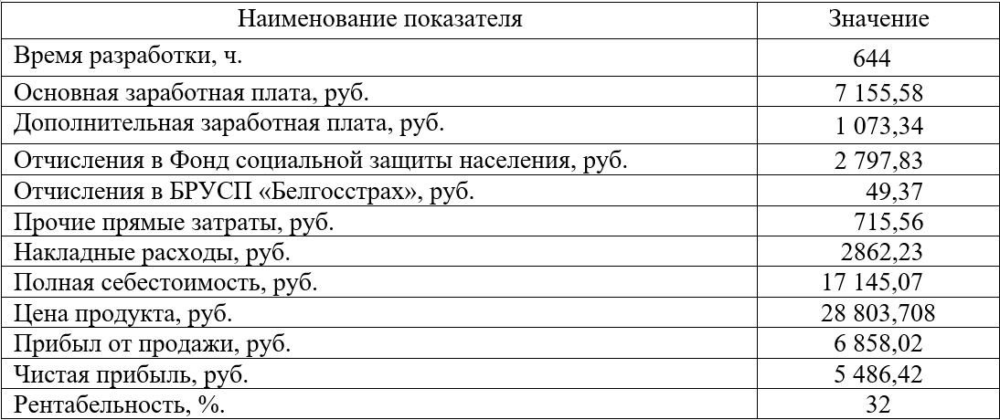 Наименование показателя Значение
Время разработки, ч. 644
Основная заработная плата, руб. 7 155,58
Дополнительная заработная плата, руб. 1 073,34
Отчисления в Фонд социальной защиты населения, руб. 2 797,83
Отчисления в БРУСП «Белгосстрах», руб. 49,37
Прочие прямые затраты, руб. 715,56
Накладные расходы, руб. 2862,23
Полная себестоимость, руб. 17 145,07
Цена продукта, руб. 28 803,708
Прибыл от продажи, руб. 6 858,02
Чистая прибыль, руб. 5 486,42
Рентабельность, %. 32